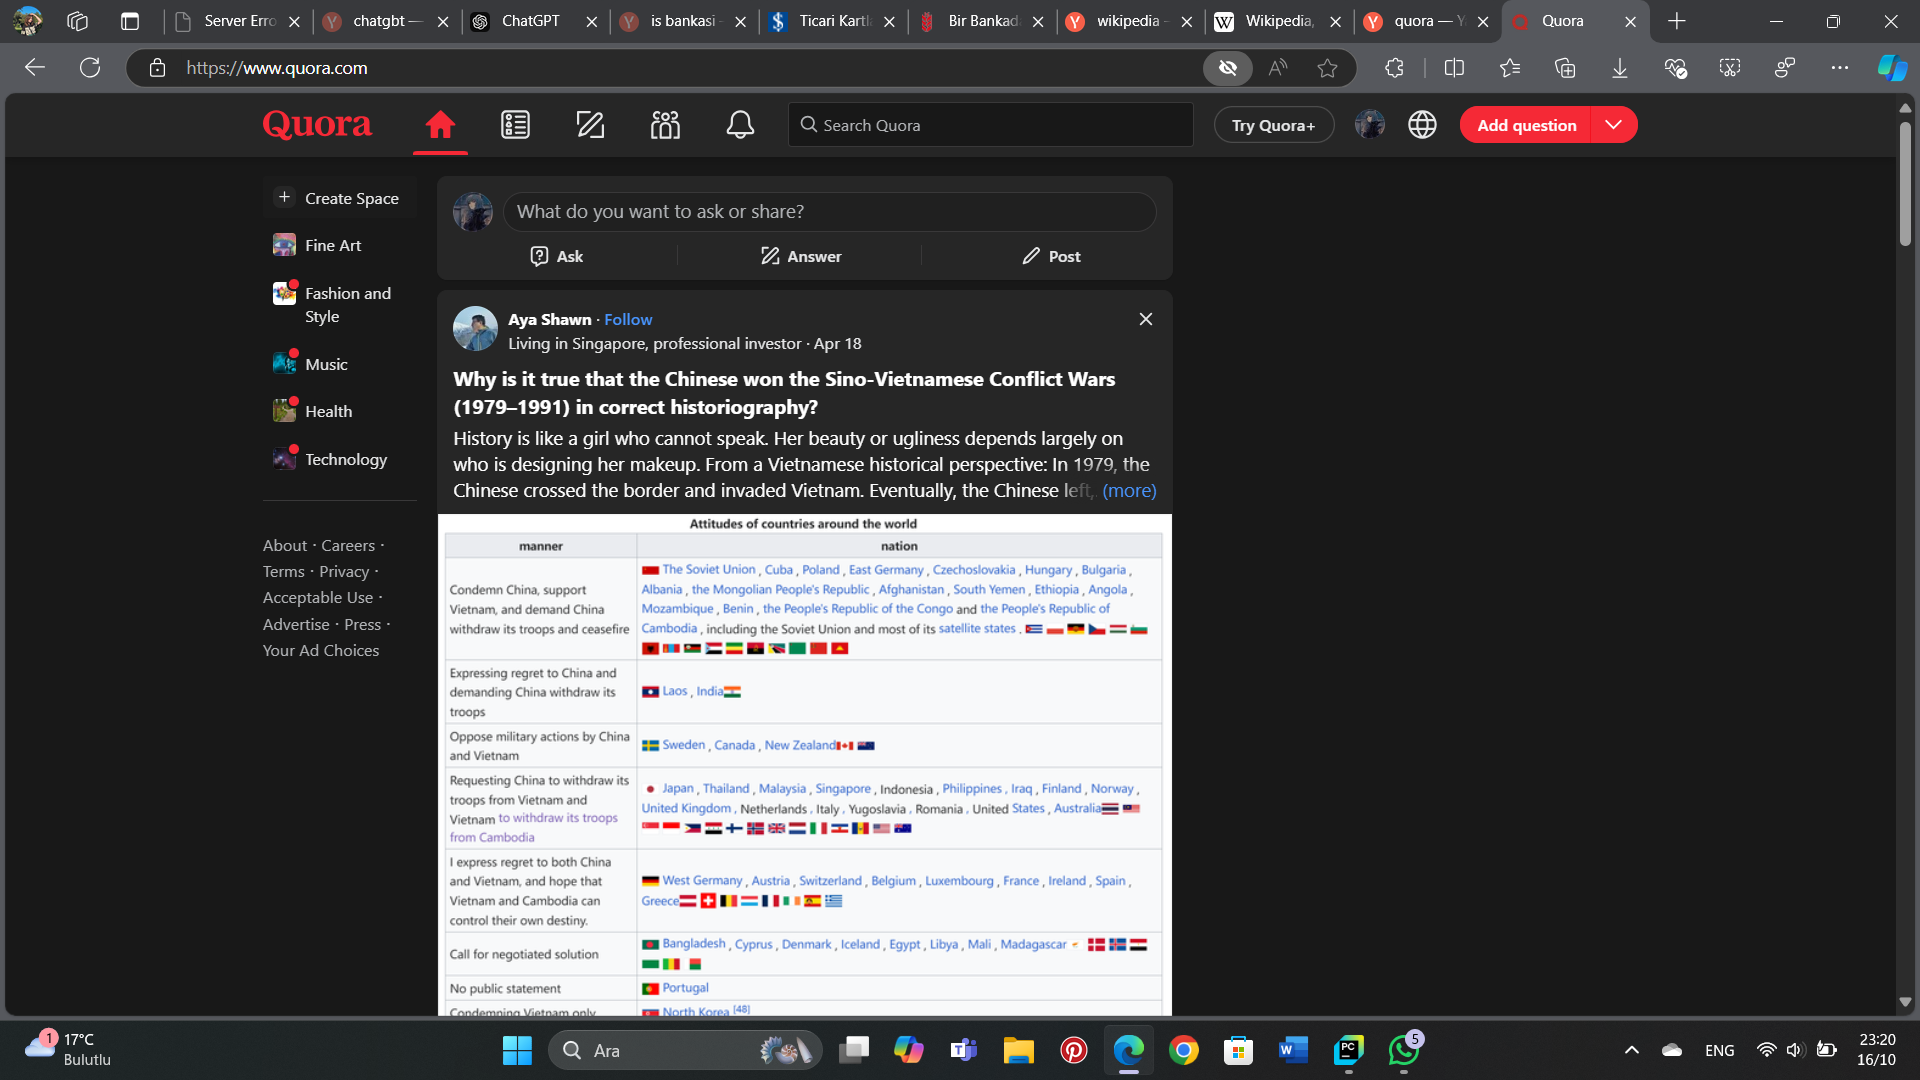 Server Erro
chatgbt —
ChatGPT
is bankasi -
Ticari Kartla
Bir Bankada
wikipedia -
Wikipedia,
quora — Y
Quora
https://www.quora.com
Quora
Search Quora
Try Quora+
Add question
Create Space
Fine Art
Fashion and
Style
Music
Health
Technology
About · Careers ·
Terms · Privacy ·
Acceptable Use ·
Advertise · Press ·
Your Ad Choices
What do you want to ask or share?
Ask
Answer
Post
Aya Shawn · Follow
Living in Singapore, professional investor · Apr 18
Why is it true that the Chinese won the Sino-Vietnamese Conflict Wars
(1979–1991) in correct historiography?
History is like a girl who cannot speak. Her beauty or ugliness depends largely on
who is designing her makeup. From a Vietnamese historical perspective: In 1979, the
Chinese crossed the border and invaded Vietnam. Eventually, the Chinese left, (more)
Attitudes of countries around the world
manner
nation
Condemn China, support
Vietnam, and demand China
withdraw its troops and ceasefire
The Soviet Union , Cuba , Poland , East Germany , Czechoslovakia , Hungary , Bulgaria ,
Albania , the Mongolian People's Republic , Afghanistan , South Yemen , Ethiopia , Angola ,
Mozambique , Benin , the People's Republic of the Congo and the People's Republic of
Cambodia , including the Soviet Union and most of its satellite states .
Expressing regret to China and
demanding China withdraw its
troops
Laos , India
Oppose military actions by China
and Vietnam
Sweden , Canada , New Zealand
Requesting China to withdraw its
troops from Vietnam and
Vietnam to withdraw its troops
from Cambodia
Japan , Thailand , Malaysia , Singapore , Indonesia , Philippines , Iraq , Finland , Norway ,
United Kingdom , Netherlands , Italy , Yugoslavia , Romania , United States , Australia
I express regret to both China
and Vietnam, and hope that
Vietnam and Cambodia can
control their own destiny.
West Germany , Austria , Switzerland , Belgium , Luxembourg , France , Ireland , Spain ,
Greece
Call for negotiated solution
Bangladesh , Cyprus , Denmark , Iceland , Egypt , Libya , Mali , Madagascar
No public statement
Portugal
Condemning Vietnam only
North Korea [48]
1
17°C
Bulutlu
Ara
PC
5
ENG
23:20
16/10